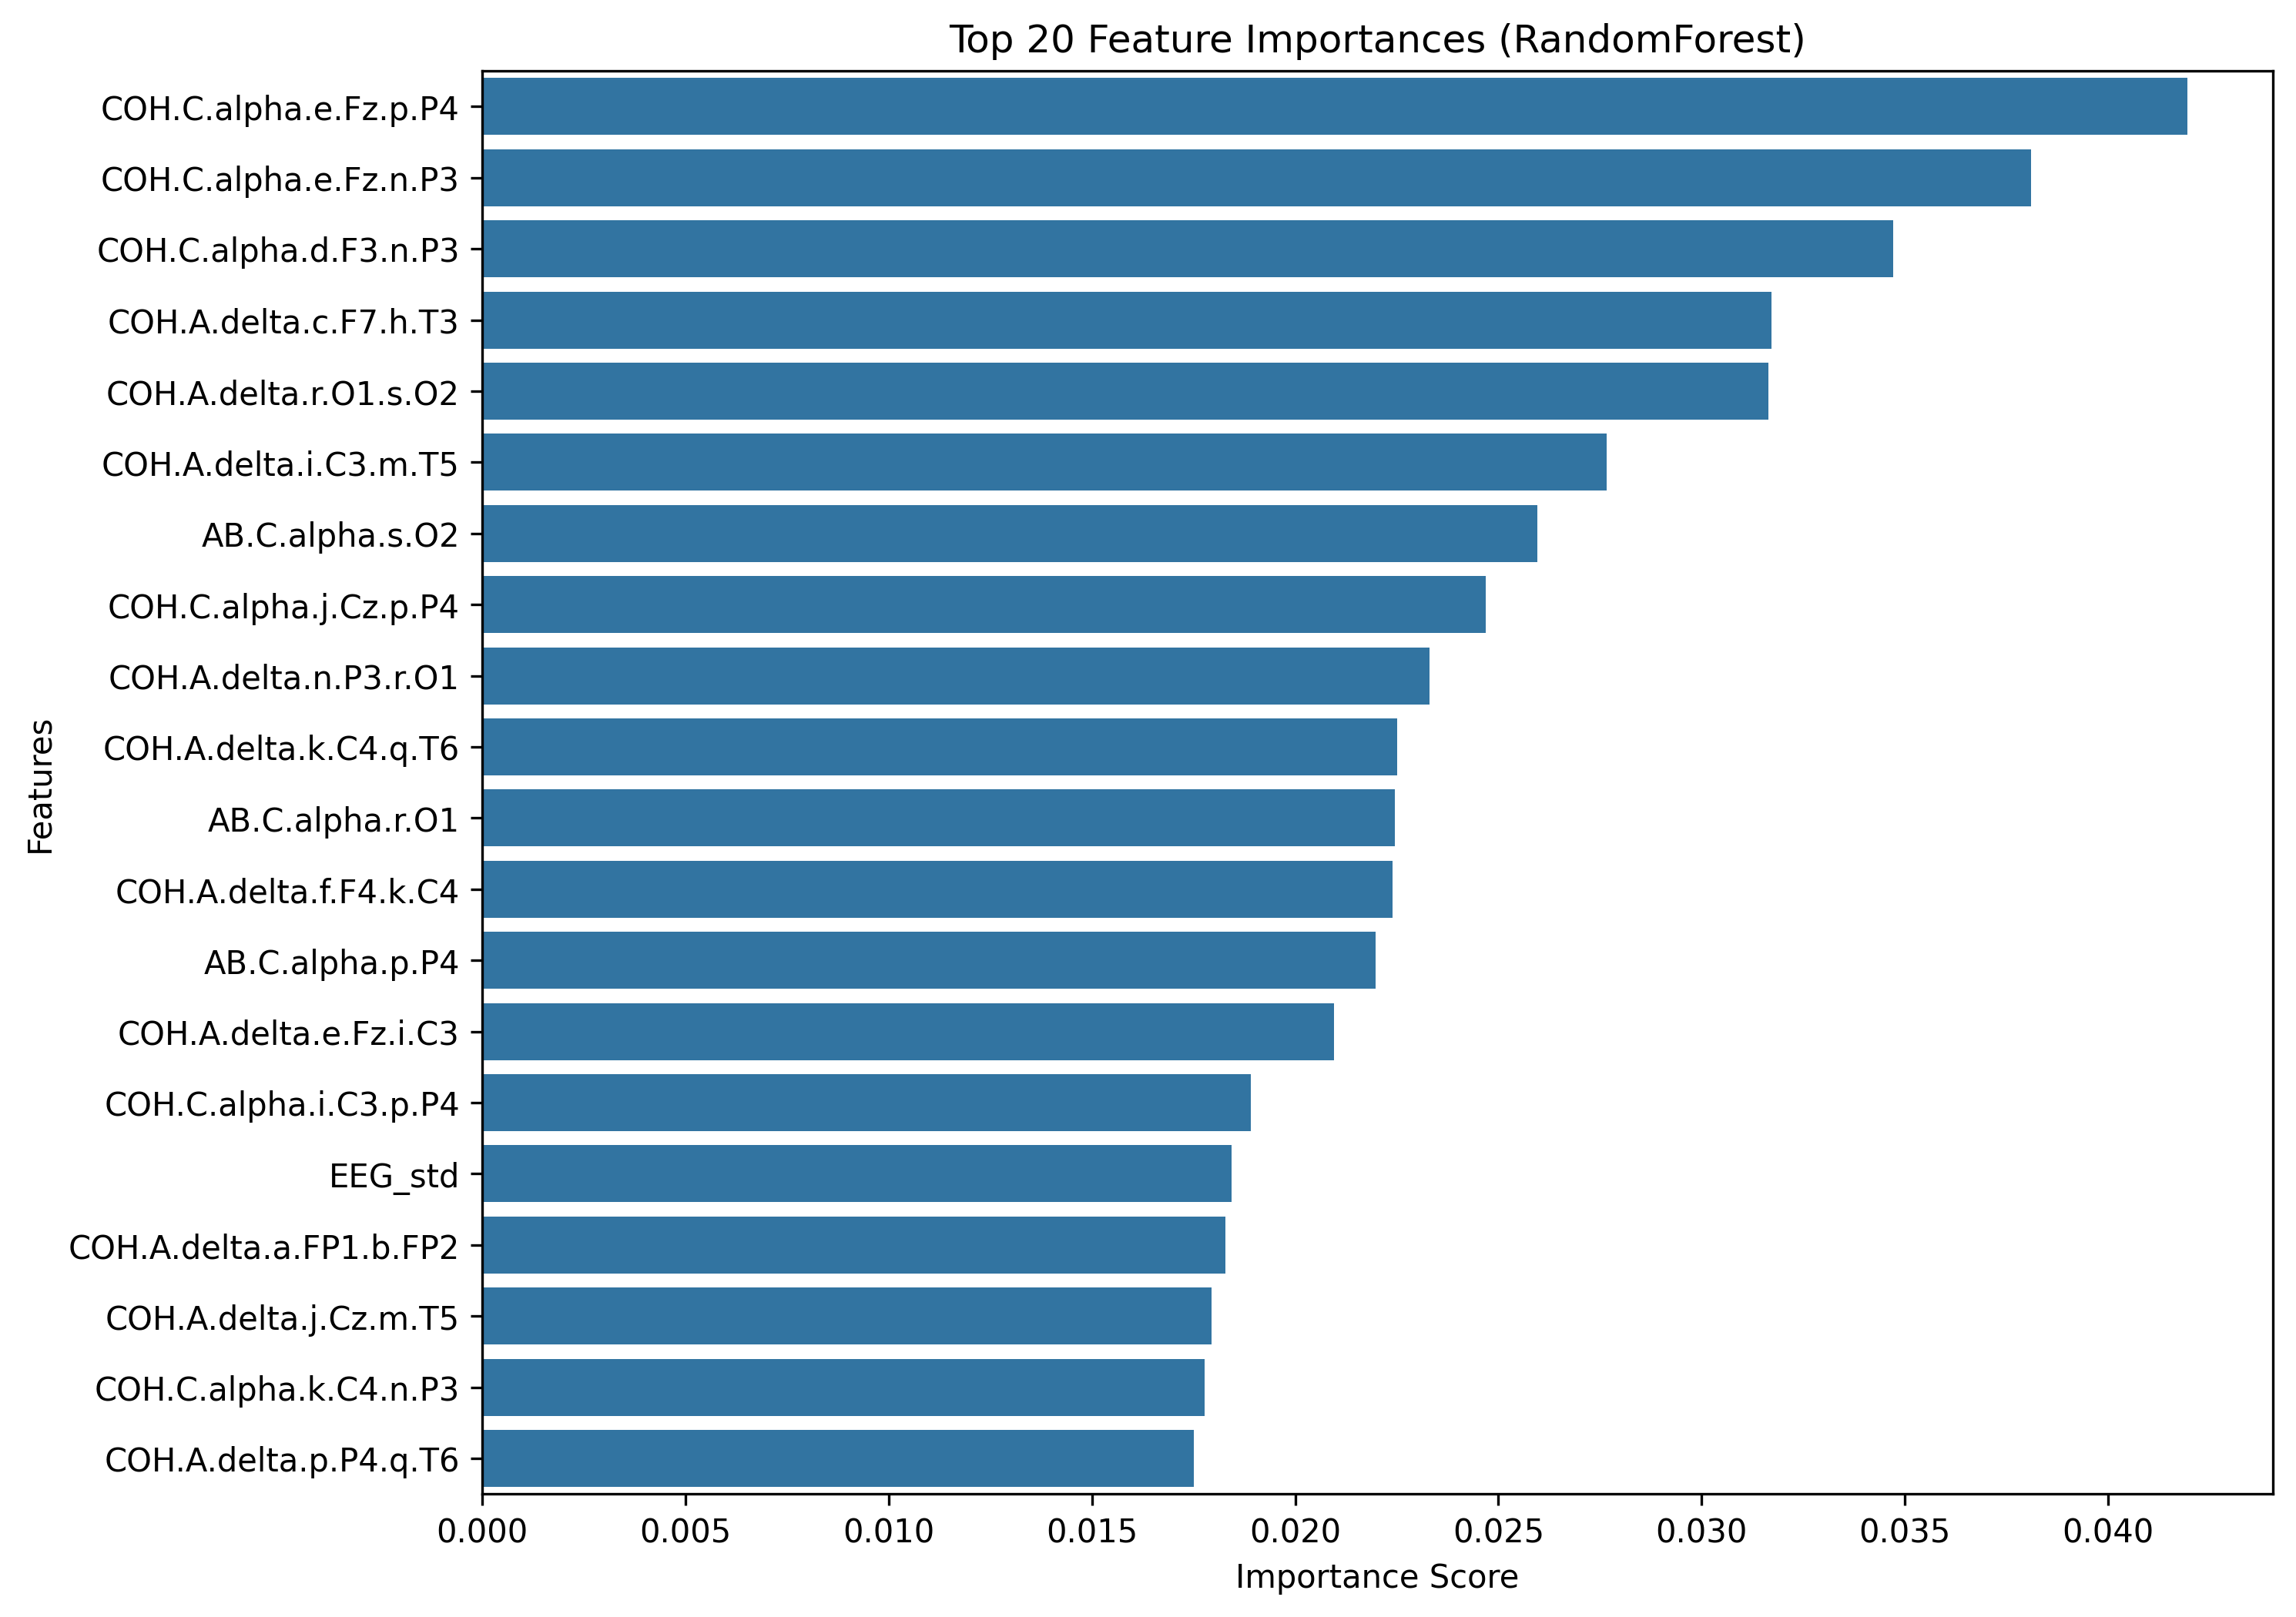 Top 20 Feature Importances (RandomForest)
COH.C.alpha.e.Fz.p.P4
COH.C.alpha.e.Fz.n.P3
COH.C.alpha.d.F3.n.P3
COH.A.delta.c.F7.h.T3
COH.A.delta.r.O1.s.O2
COH.A.delta.i.C3.m.T5
AB.C.alpha.s.O2
COH.C.alpha.j.Cz.p.P4
COH.A.delta.n.P3.r.O1
COH.A.delta.k.C4.q.T6
AB.C.alpha.r.O1
COH.A.delta.f.F4.k.C4
AB.C.alpha.p.P4
COH.A.delta.e.Fz.i.C3
COH.C.alpha.i.C3.p.P4
EEG_std
COH.A.delta.a.FP1.b.FP2
COH.A.delta.j.Cz.m.T5
COH.C.alpha.k.C4.n.P3
COH.A.delta.p.P4.q.T6
Features
0.000 0.005 0.010 0.015 0.020 0.025 0.030 0.035 0.040
Importance Score